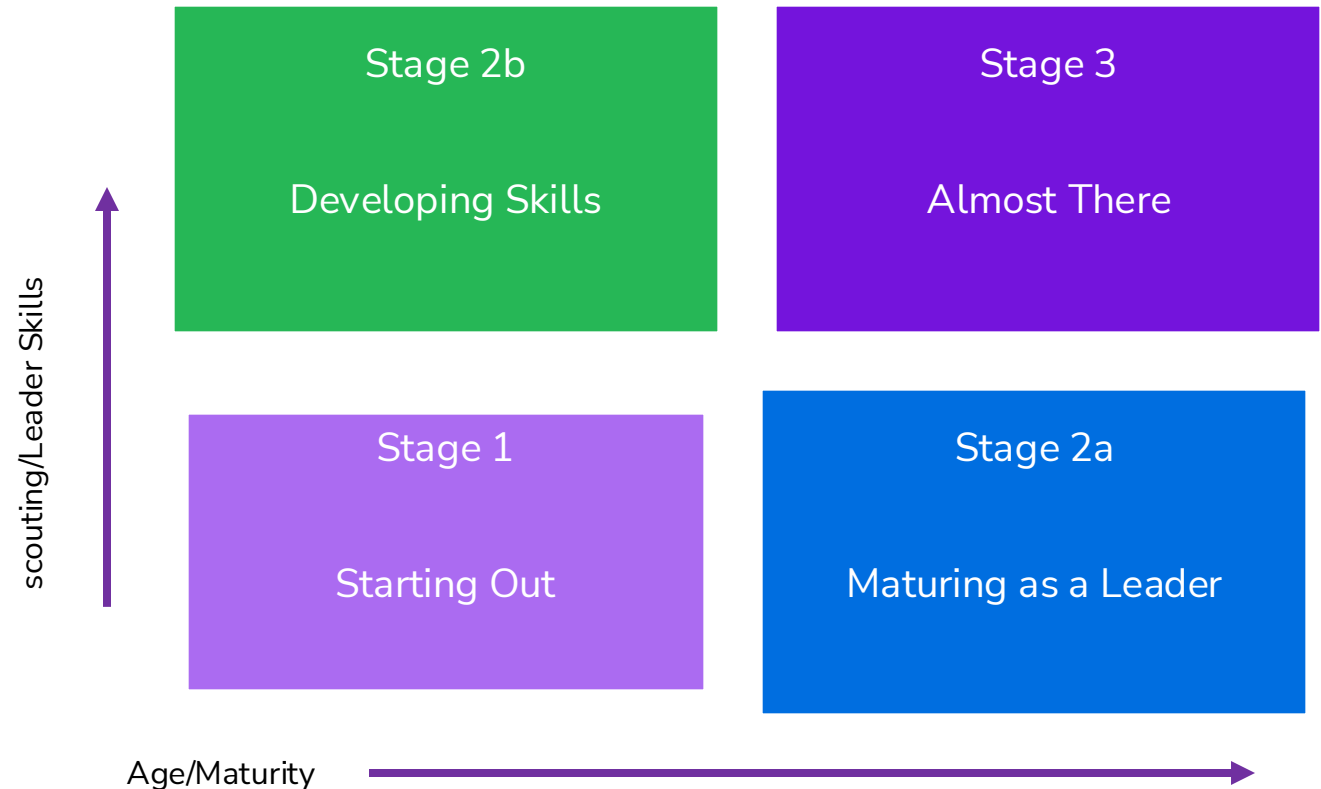 Stage 2b
Developing Skills
Stage 3
Almost There
scouting/Leader Skills
Stage 1
Starting Out
Stage 2a
Maturing as a Leader
Age/Maturity